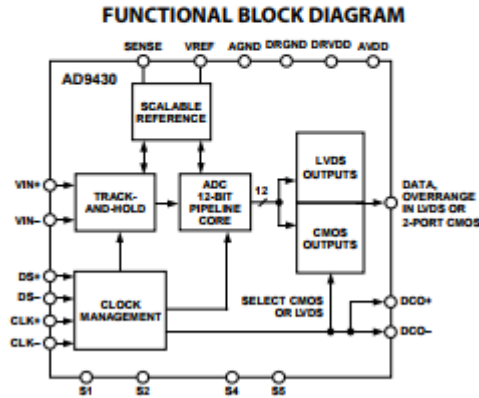 FUNCTIONAL BLOCK DIAGRAM
SENSE VREF AGND DRGND DRVDD AVDD
AD9430
SCALABLE
REFERENCE
VIN+
VIN–
TRACK-
AND-HOLD
ADC
12-BIT
PIPELINE
CORE
12
LVDS
OUTPUTS
CMOS
OUTPUTS
DATA,
OVERRANGE
IN LVDS OR
2-PORT CMOS
DS+
DS–
CLK+
CLK–
CLOCK
MANAGEMENT
SELECT CMOS
OR LVDS
DCO+
DCO–
S1 S2 S4 S5